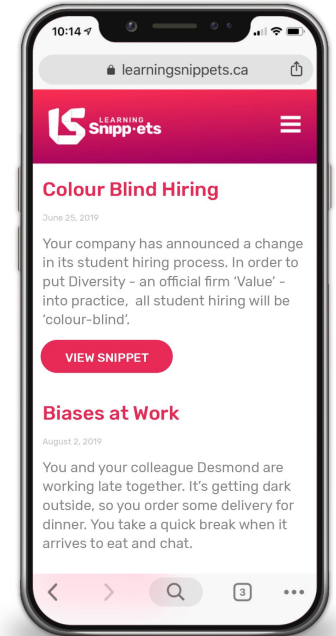 10:14
learningsnippets.ca
LS LEARNING
Snipp·ets
Colour Blind Hiring
June 25, 2019
Your company has announced a change
in its student hiring process. In order to
put Diversity - an official firm 'Value' -
into practice, all student hiring will be
'colour-blind'.
VIEW SNIPPET
Biases at Work
August 2, 2019
You and your colleague Desmond are
working late together. It's getting dark
outside, so you order some delivery for
dinner. You take a quick break when it
arrives to eat and chat.
3